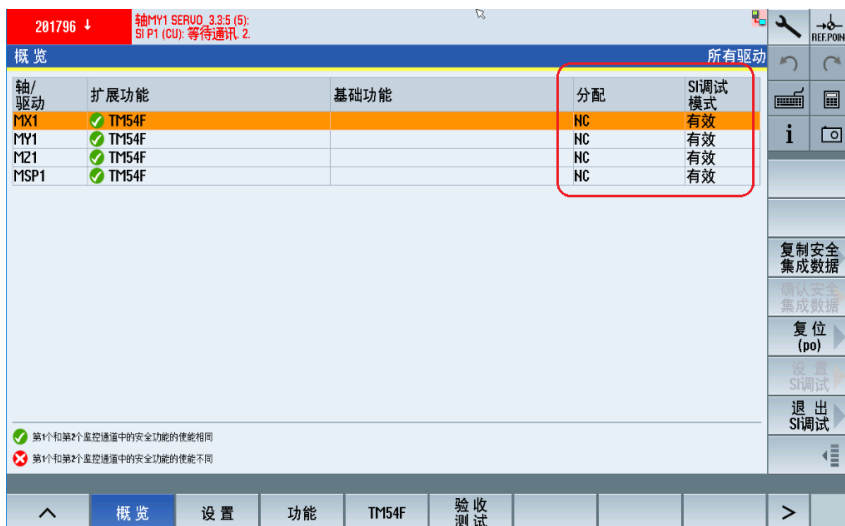 201796 ↓
轴MY1 SERVO_3.3:5 (5):
SI P1 (CU): 等待通讯. 2.
REF.POIN
概览
所有驱动
轴/
驱动
扩展功能
基础功能
分配
SI调试
模式
MX1 TM54F NC 有效
MY1 TM54F NC 有效
MZ1 TM54F NC 有效
MSP1 TM54F NC 有效
复制安全
集成数据
确认安全
集成数据
复位
(po)
设置
SI调试
退出
SI调试
第1个和第2个监控通道中的安全功能的使能相同
第1个和第2个监控通道中的安全功能的使能不同
概览
设置
功能
TM54F
验收
测试
>